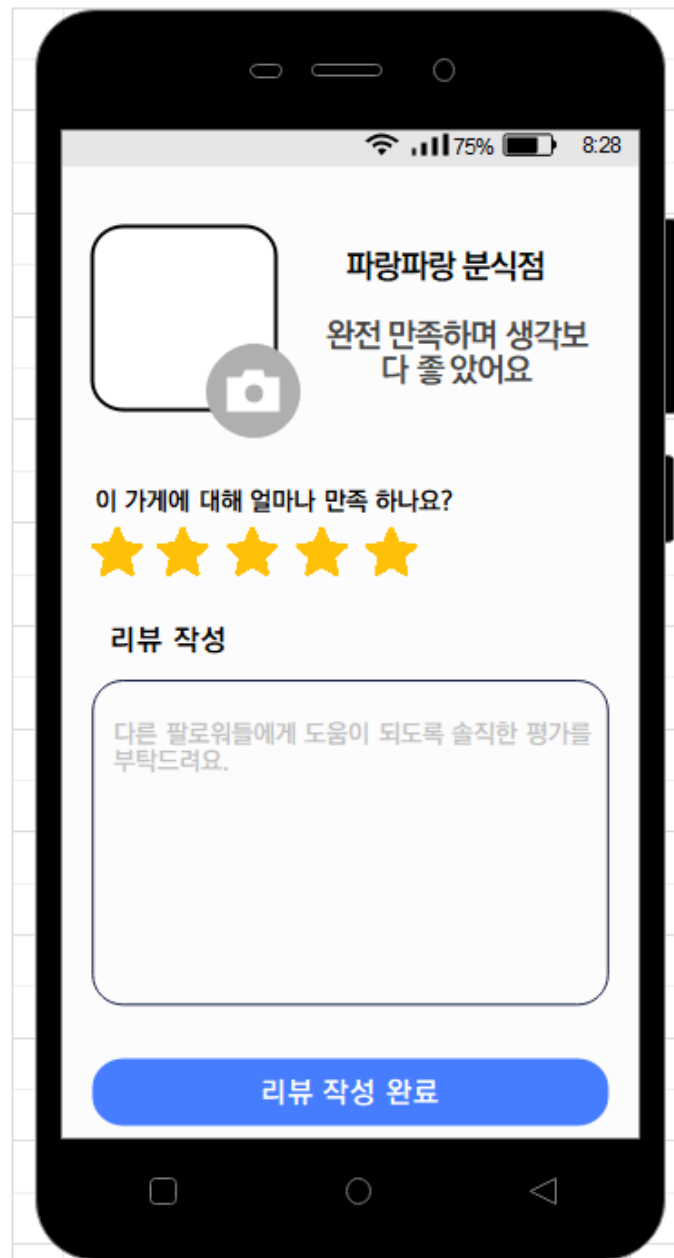 75% 8:28
파랑파랑 분식점
완전 만족하며 생각보
다 좋 았어요
이 가게에 대해 얼마나 만족 하나요?
리뷰 작성
다른 팔로워들에게 도움이 되도록 솔직한 평가를
부탁드려요.
리뷰 작성 완료